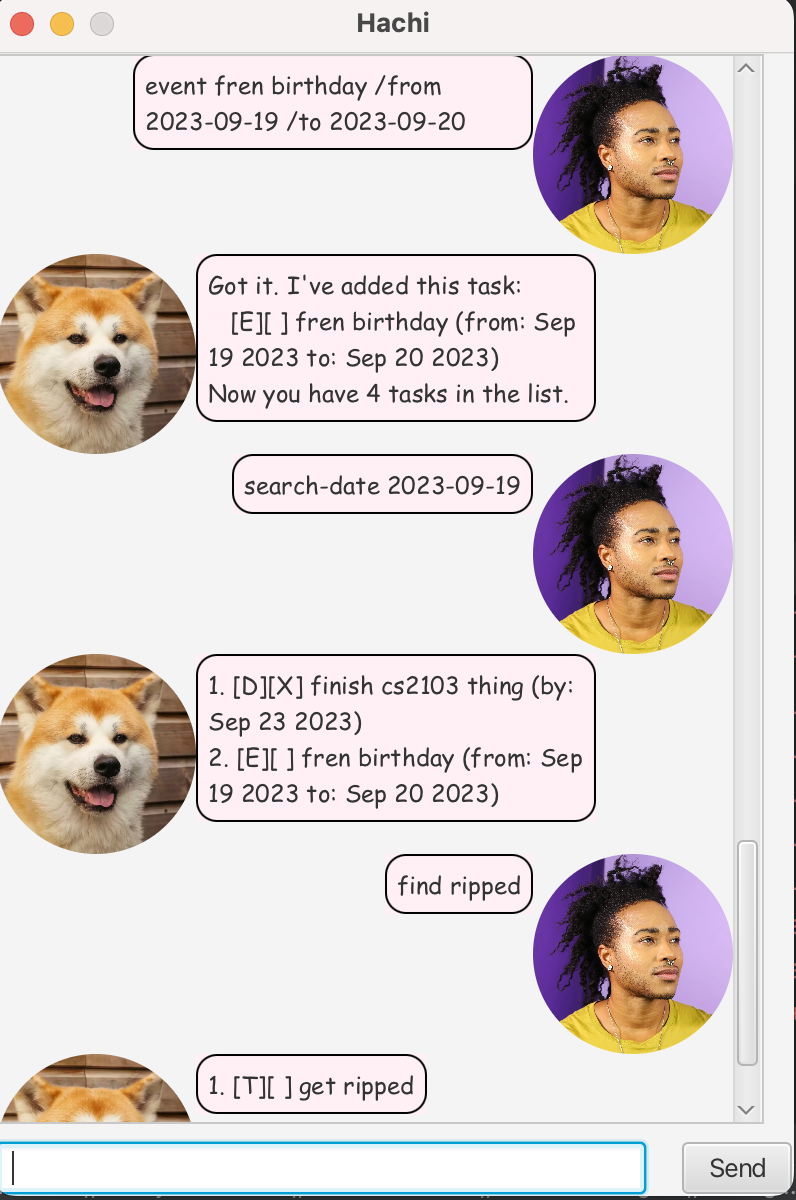 Hachi
event fren birthday /from
2023-09-19 /to 2023-09-20
Got it. I've added this task:
[E][ ] fren birthday (from: Sep
19 2023 to: Sep 20 2023)
Now you have 4 tasks in the list.
search-date 2023-09-19
1. [D][X] finish cs2103 thing (by:
Sep 23 2023)
2. [E][ ] fren birthday (from: Sep
19 2023 to: Sep 20 2023)
find ripped
1. [T][ ] get ripped
Send